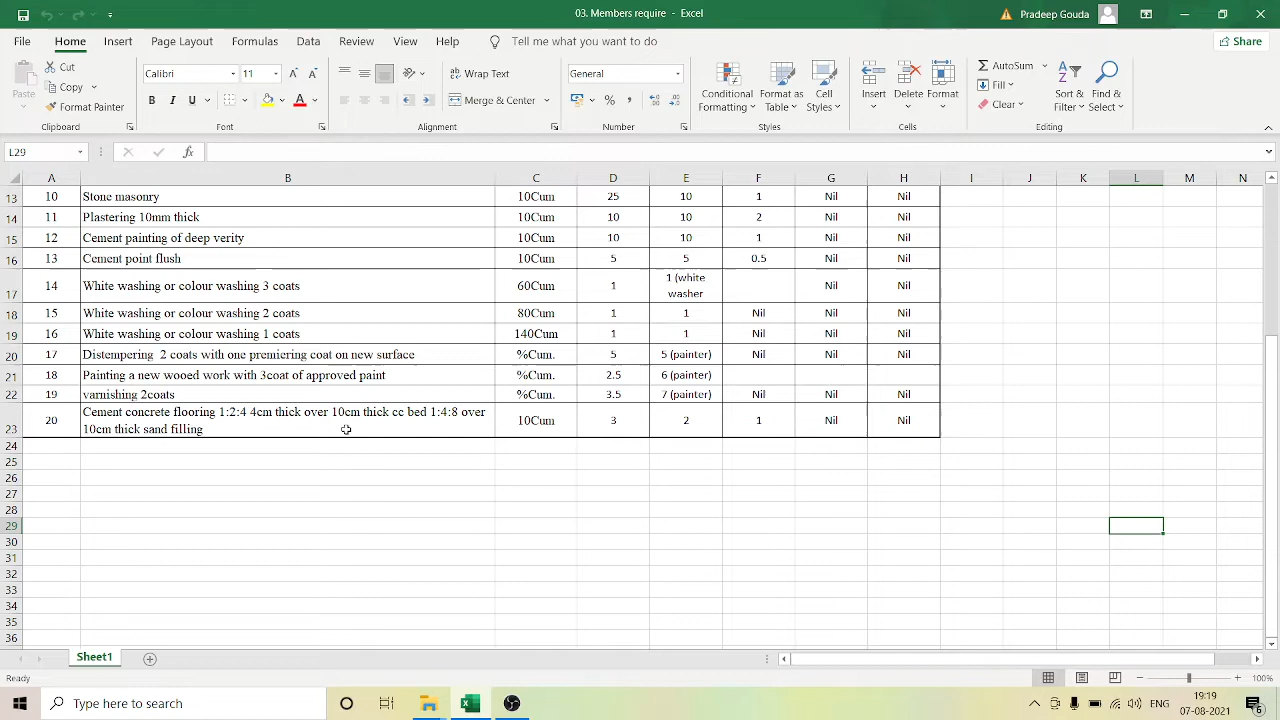 03. Members require - Excel
Pradeep Gouda
File Home Insert Page Layout Formulas Data Review View Help Tell me what you want to do Share
Cut
Copy
Format Painter
Paste
Calibri 11
B I U A
Wrap Text
Merge & Center
General
%
Conditional Formatting
Format as Table
Cell Styles
Insert Delete Format
AutoSum
Fill
Clear
Sort & Filter
Find & Select
Clipboard Font Alignment Number Styles Cells Editing
L29 fx
A B C D E F G H I J K L M N
13 10 Stone masonry 10Cum 25 10 1 Nil Nil
14 11 Plastering 10mm thick 10Cum 10 10 2 Nil Nil
15 12 Cement painting of deep verity 10Cum 10 10 1 Nil Nil
16 13 Cement point flush 10Cum 5 5 0.5 Nil Nil
17 14 White washing or colour washing 3 coats 60Cum 1 1 (white washer Nil Nil
18 15 White washing or colour washing 2 coats 80Cum 1 1 Nil Nil Nil
19 16 White washing or colour washing 1 coats 140Cum 1 1 Nil Nil Nil
20 17 Distempering 2 coats with one premiering coat on new surface %Cum. 5 5 (painter) Nil Nil Nil
21 18 Painting a new wooed work with 3coat of approved paint %Cum. 2.5 6 (painter)
22 19 varnishing 2coats %Cum. 3.5 7 (painter) Nil Nil Nil
23 20 Cement concrete flooring 1:2:4 4cm thick over 10cm thick cc bed 1:4:8 over 10cm thick sand filling 10Cum 3 2 1 Nil Nil
24
25
26
27
28
29
30
31
32
33
34
35
36
Sheet1
Ready
100%
Type here to search
ENG
19:19
07-08-2021
6